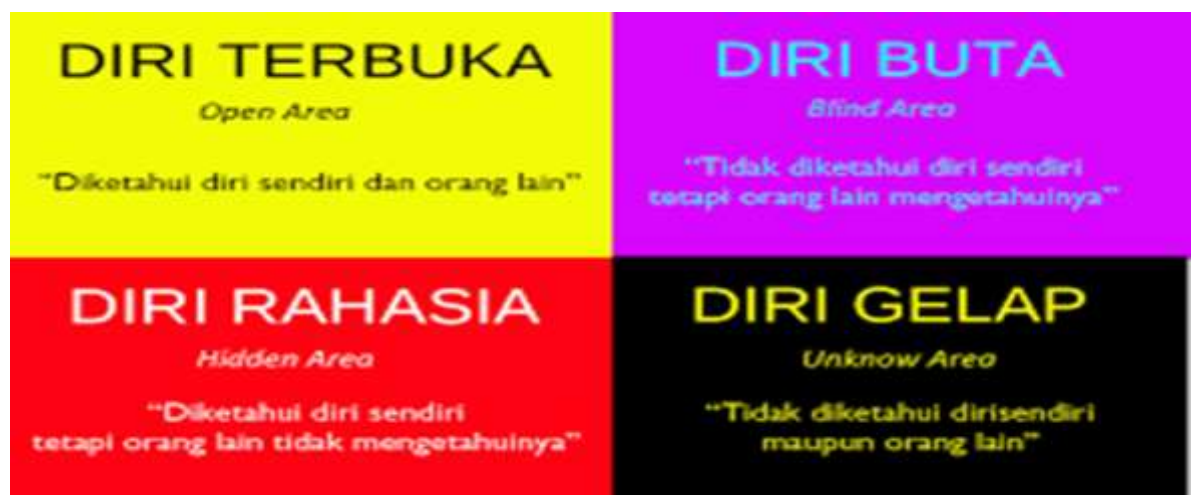 DIRI TERBUKA
Open Area
"Diketahui diri sendiri dan orang lain"
DIRI BUTA
Blind Area
"Tidak diketahui diri sendiri
tetapi orang lain mengetahuinya"
DIRI RAHASIA
Hidden Area
"Diketahui diri sendiri
tetapi orang lain tidak mengetahuinya"
DIRI GELAP
Unknow Area
"Tidak diketahui dirisendiri
maupun orang lain"